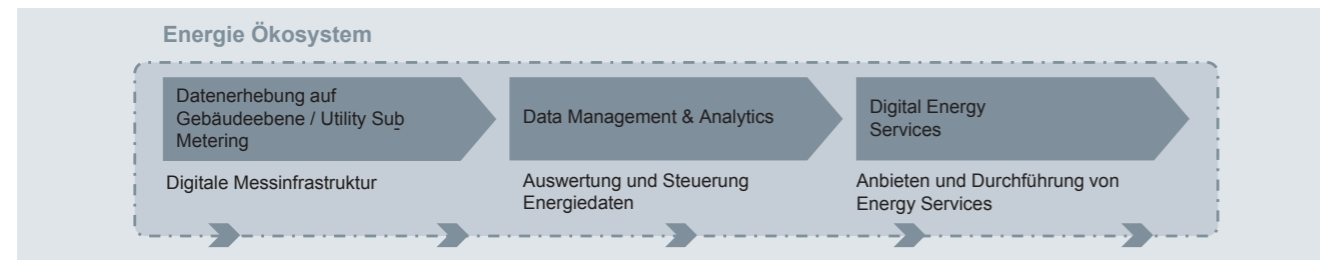 Energie Ökosystem
Datenerhebung auf
Gebäudeebene / Utility Sub
Metering
Data Management & Analytics
Digital Energy
Services
Digitale Messinfrastruktur
Auswertung und Steuerung
Energiedaten
Anbieten und Durchführung von
Energy Services